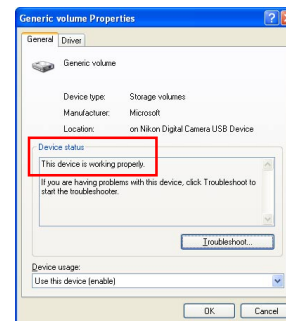 Generic volume Properties
General Driver
Generic volume
Device type: Storage volumes
Manufacturer: Microsoft
Location: on Nikon Digital Camera USB Device
Device status
This device is working properly.
If you are having problems with this device, click Troubleshoot to
start the troubleshooter.
Troubleshoot...
Device usage:
Use this device (enable)
OK Cancel